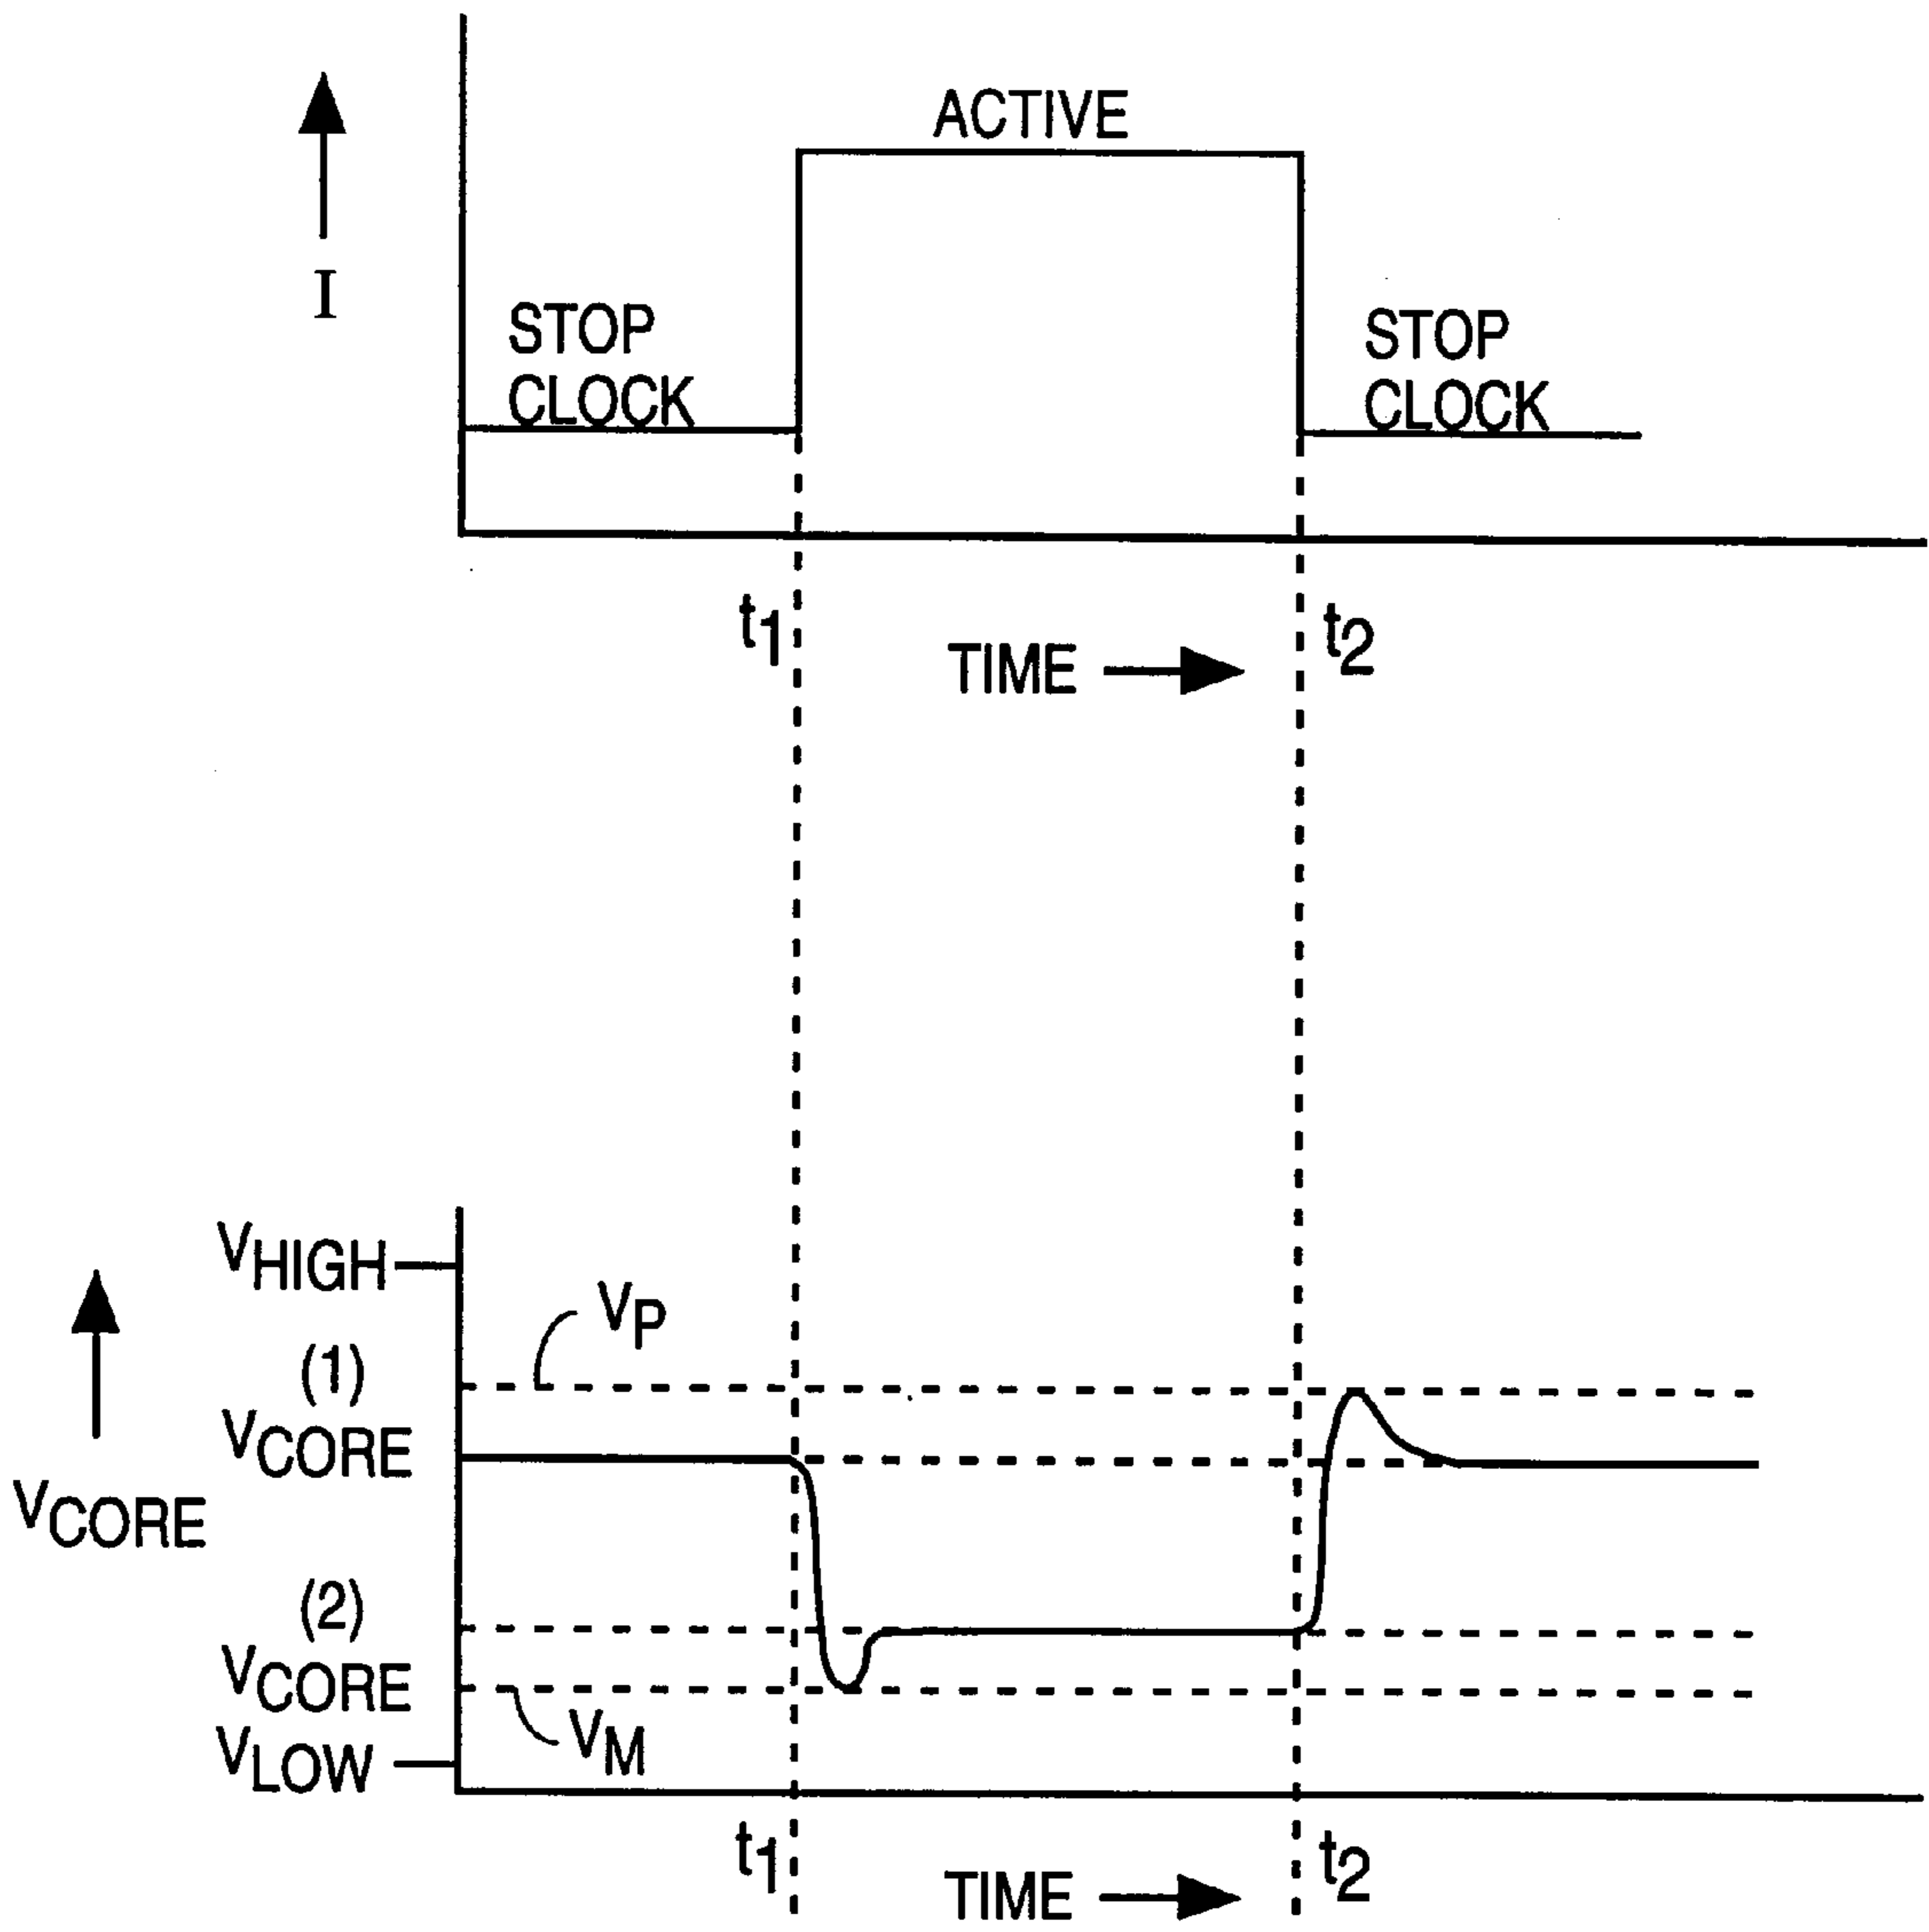 ACTIVE
I
STOP
CLOCK
STOP
CLOCK
t1
TIME
t2
VHIGH
VP
(1)
VCORE
VCORE
(2)
VCORE
VM
VLOW
t1
TIME
t2